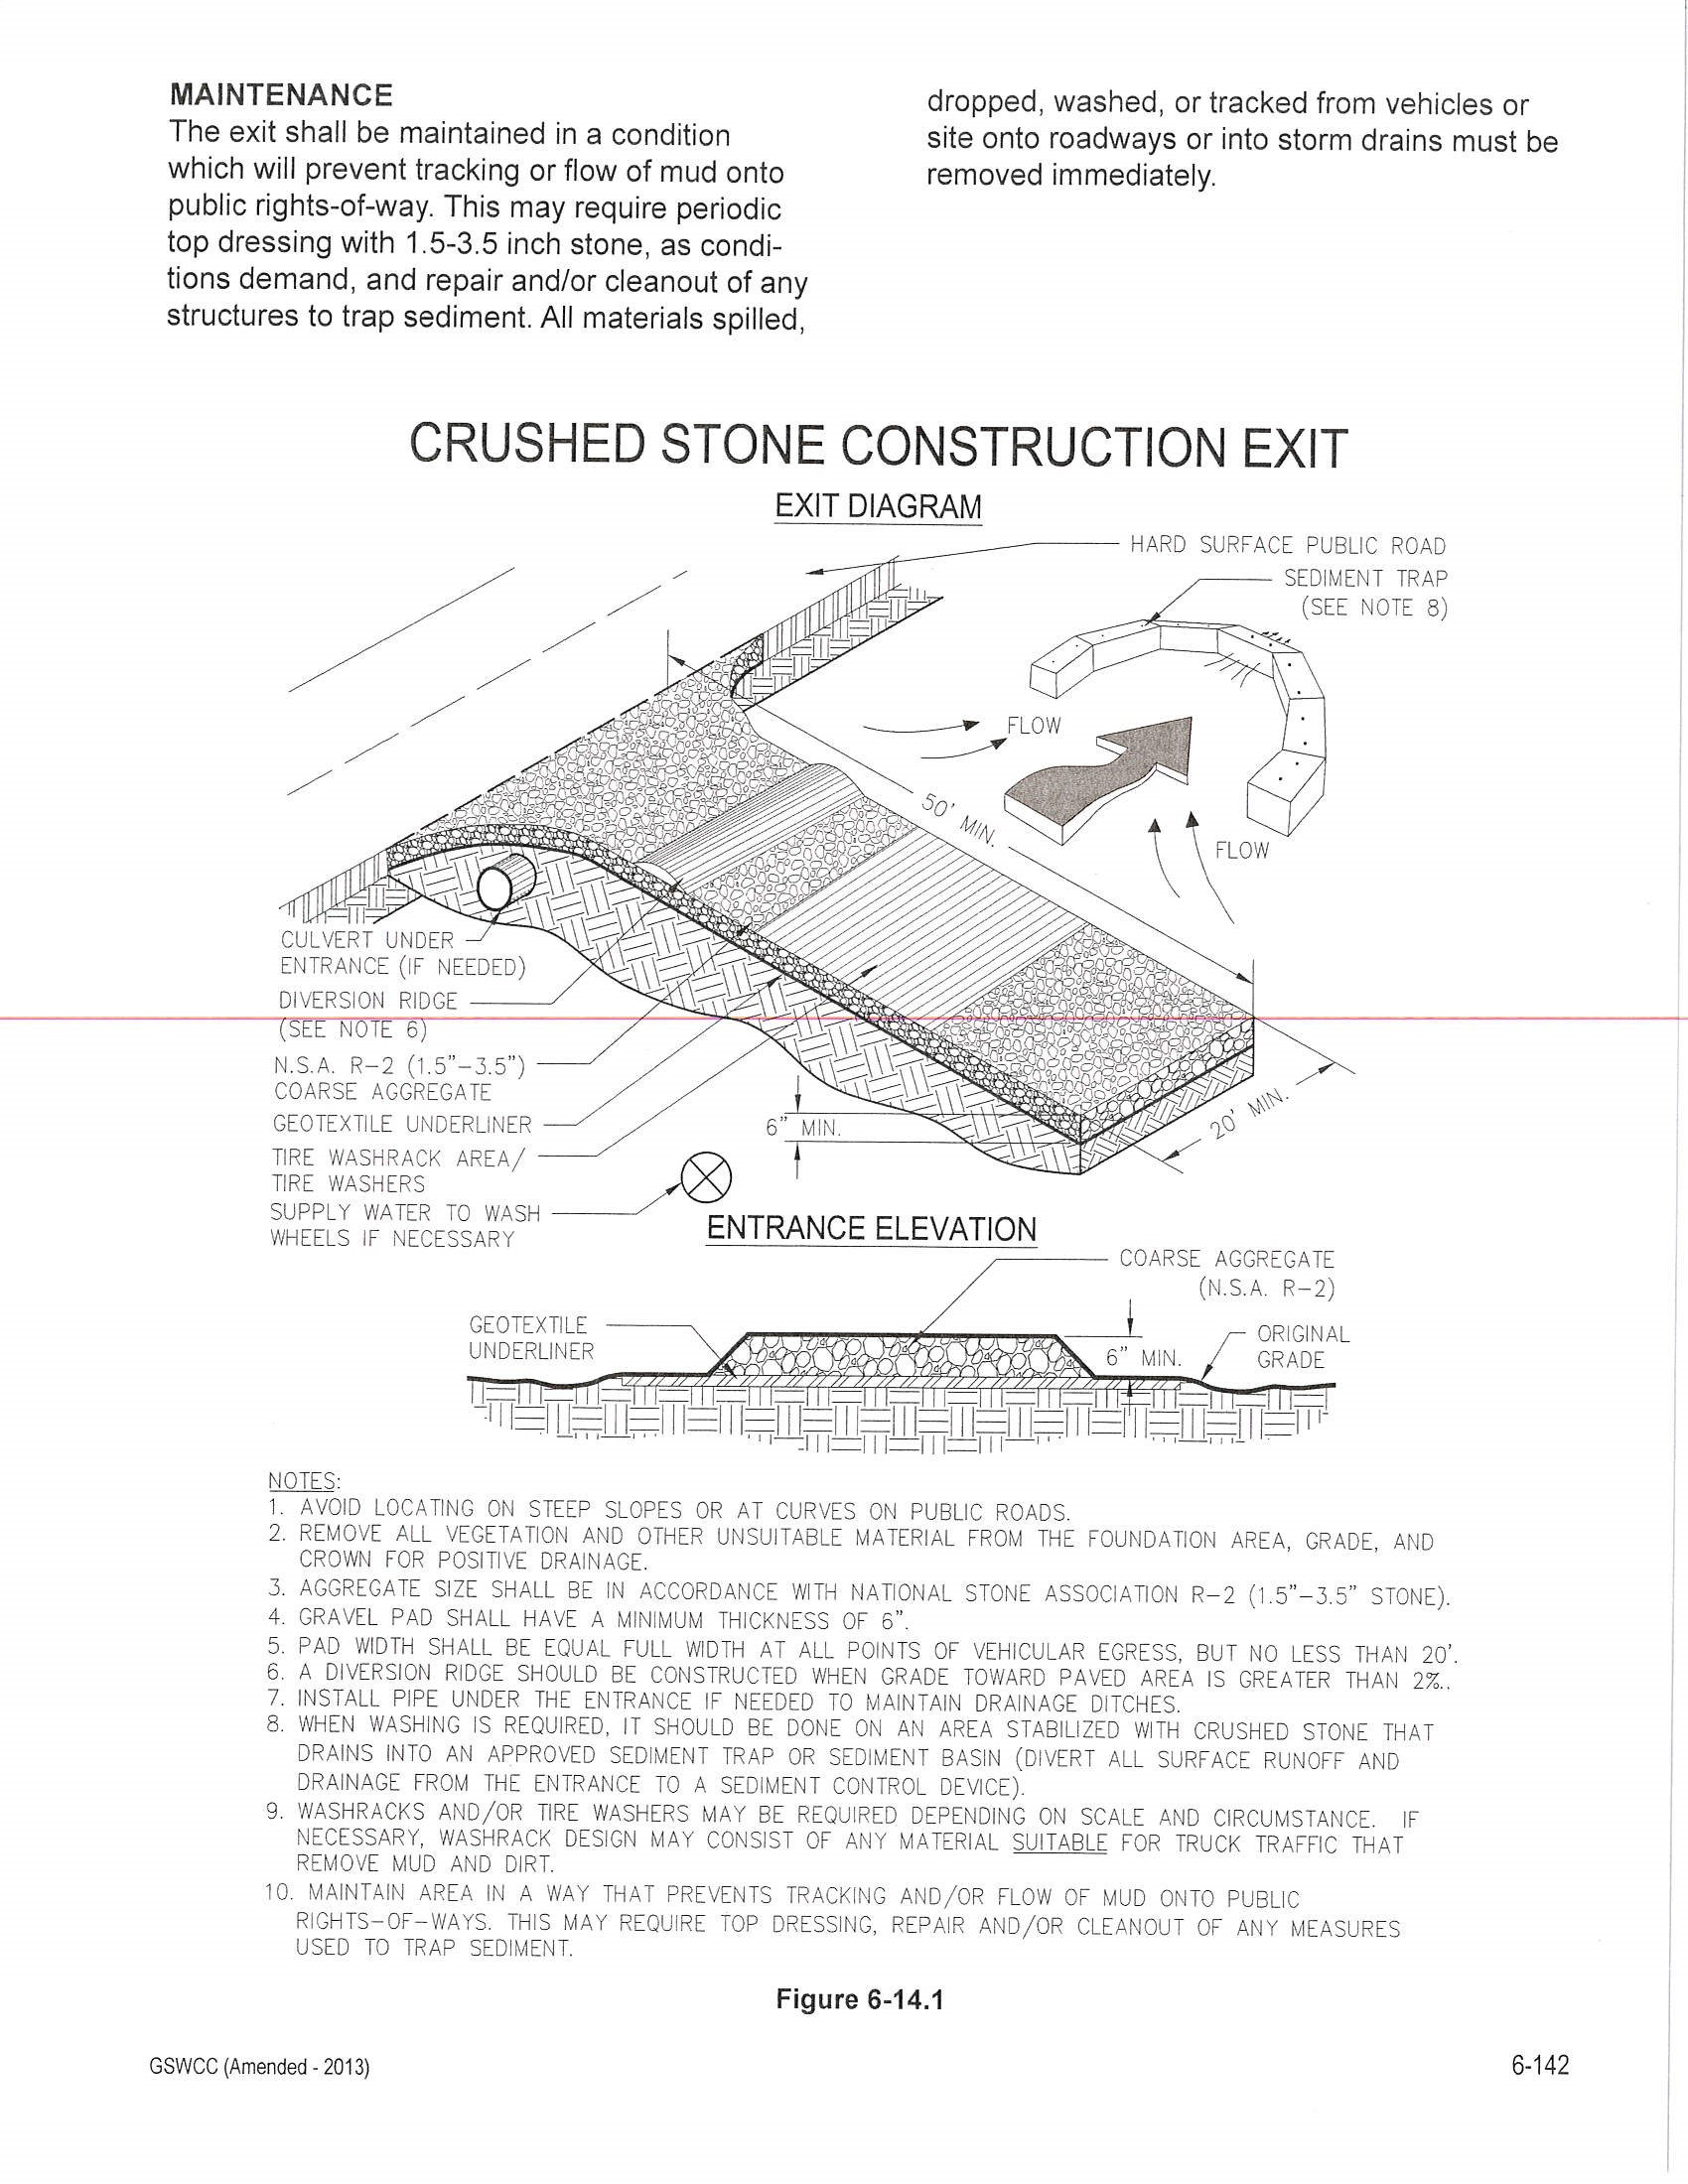 MAINTENANCE
The exit shall be maintained in a condition
which will prevent tracking or flow of mud onto
public rights-of-way. This may require periodic
top dressing with 1.5-3.5 inch stone, as condi-
tions demand, and repair and/or cleanout of any
structures to trap sediment. All materials spilled,
dropped, washed, or tracked from vehicles or
site onto roadways or into storm drains must be
removed immediately.
CRUSHED STONE CONSTRUCTION EXIT
EXIT DIAGRAM
HARD SURFACE PUBLIC ROAD
SEDIMENT TRAP
(SEE NOTE 8)
FLOW
50' MIN.
FLOW
CULVERT UNDER
ENTRANCE (IF NEEDED)
DIVERSION RIDGE
(SEE NOTE 6)
N.S.A. R-2 (1.5"-3.5")
COARSE AGGREGATE
GEOTEXTILE UNDERLINER
TIRE WASHRACK AREA/
TIRE WASHERS
SUPPLY WATER TO WASH
WHEELS IF NECESSARY
6" MIN.
20' MIN.
ENTRANCE ELEVATION
COARSE AGGREGATE
(N.S.A. R-2)
GEOTEXTILE
UNDERLINER
6" MIN.
ORIGINAL
GRADE
NOTES:
1. AVOID LOCATING ON STEEP SLOPES OR AT CURVES ON PUBLIC ROADS.
2. REMOVE ALL VEGETATION AND OTHER UNSUITABLE MATERIAL FROM THE FOUNDATION AREA, GRADE, AND
CROWN FOR POSITIVE DRAINAGE.
3. AGGREGATE SIZE SHALL BE IN ACCORDANCE WITH NATIONAL STONE ASSOCIATION R-2 (1.5"-3.5" STONE).
4. GRAVEL PAD SHALL HAVE A MINIMUM THICKNESS OF 6".
5. PAD WIDTH SHALL BE EQUAL FULL WIDTH AT ALL POINTS OF VEHICULAR EGRESS, BUT NO LESS THAN 20'.
6. A DIVERSION RIDGE SHOULD BE CONSTRUCTED WHEN GRADE TOWARD PAVED AREA IS GREATER THAN 2%..
7. INSTALL PIPE UNDER THE ENTRANCE IF NEEDED TO MAINTAIN DRAINAGE DITCHES.
8. WHEN WASHING IS REQUIRED, IT SHOULD BE DONE ON AN AREA STABILIZED WITH CRUSHED STONE THAT
DRAINS INTO AN APPROVED SEDIMENT TRAP OR SEDIMENT BASIN (DIVERT ALL SURFACE RUNOFF AND
DRAINAGE FROM THE ENTRANCE TO A SEDIMENT CONTROL DEVICE).
9. WASHRACKS AND/OR TIRE WASHERS MAY BE REQUIRED DEPENDING ON SCALE AND CIRCUMSTANCE. IF
NECESSARY, WASHRACK DESIGN MAY CONSIST OF ANY MATERIAL SUITABLE FOR TRUCK TRAFFIC THAT
REMOVE MUD AND DIRT.
10. MAINTAIN AREA IN A WAY THAT PREVENTS TRACKING AND/OR FLOW OF MUD ONTO PUBLIC
RIGHTS-OF-WAYS. THIS MAY REQUIRE TOP DRESSING, REPAIR AND/OR CLEANOUT OF ANY MEASURES
USED TO TRAP SEDIMENT.
Figure 6-14.1
GSWCC (Amended - 2013)
6-142